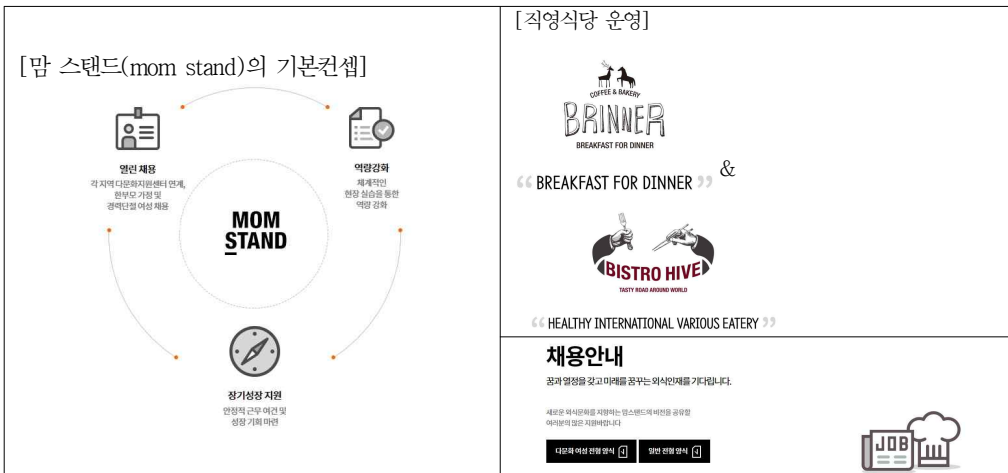 [맘 스탠드(mom stand)의 기본컨셉]
열린 채용
각 지역 다문화지원센터 연계,
한부모 가정 및
경력단절 여성 채용
역량강화
체계적인
현장 실습을 통한
역량 강화
MOM
STAND
장기성장 지원
안정적 근무 여건 및
성장 기회 마련
[직영식당 운영]
COFFEE & BAKERY
BRINNER
BREAKFAST FOR DINNER
“ BREAKFAST FOR DINNER ” &
BISTRO HIVE
TASTY ROAD AROUND WORLD
“ HEALTHY INTERNATIONAL VARIOUS EATERY ”
채용안내
꿈과 열정을 갖고 미래를 꿈꾸는 외식인재를 기다립니다.
새로운 외식문화를 지향하는 맘스탠드의 비전을 공유할
여러분의 많은 지원바랍니다
다문화 여성 전형 양식
일반 전형 양식
JOB